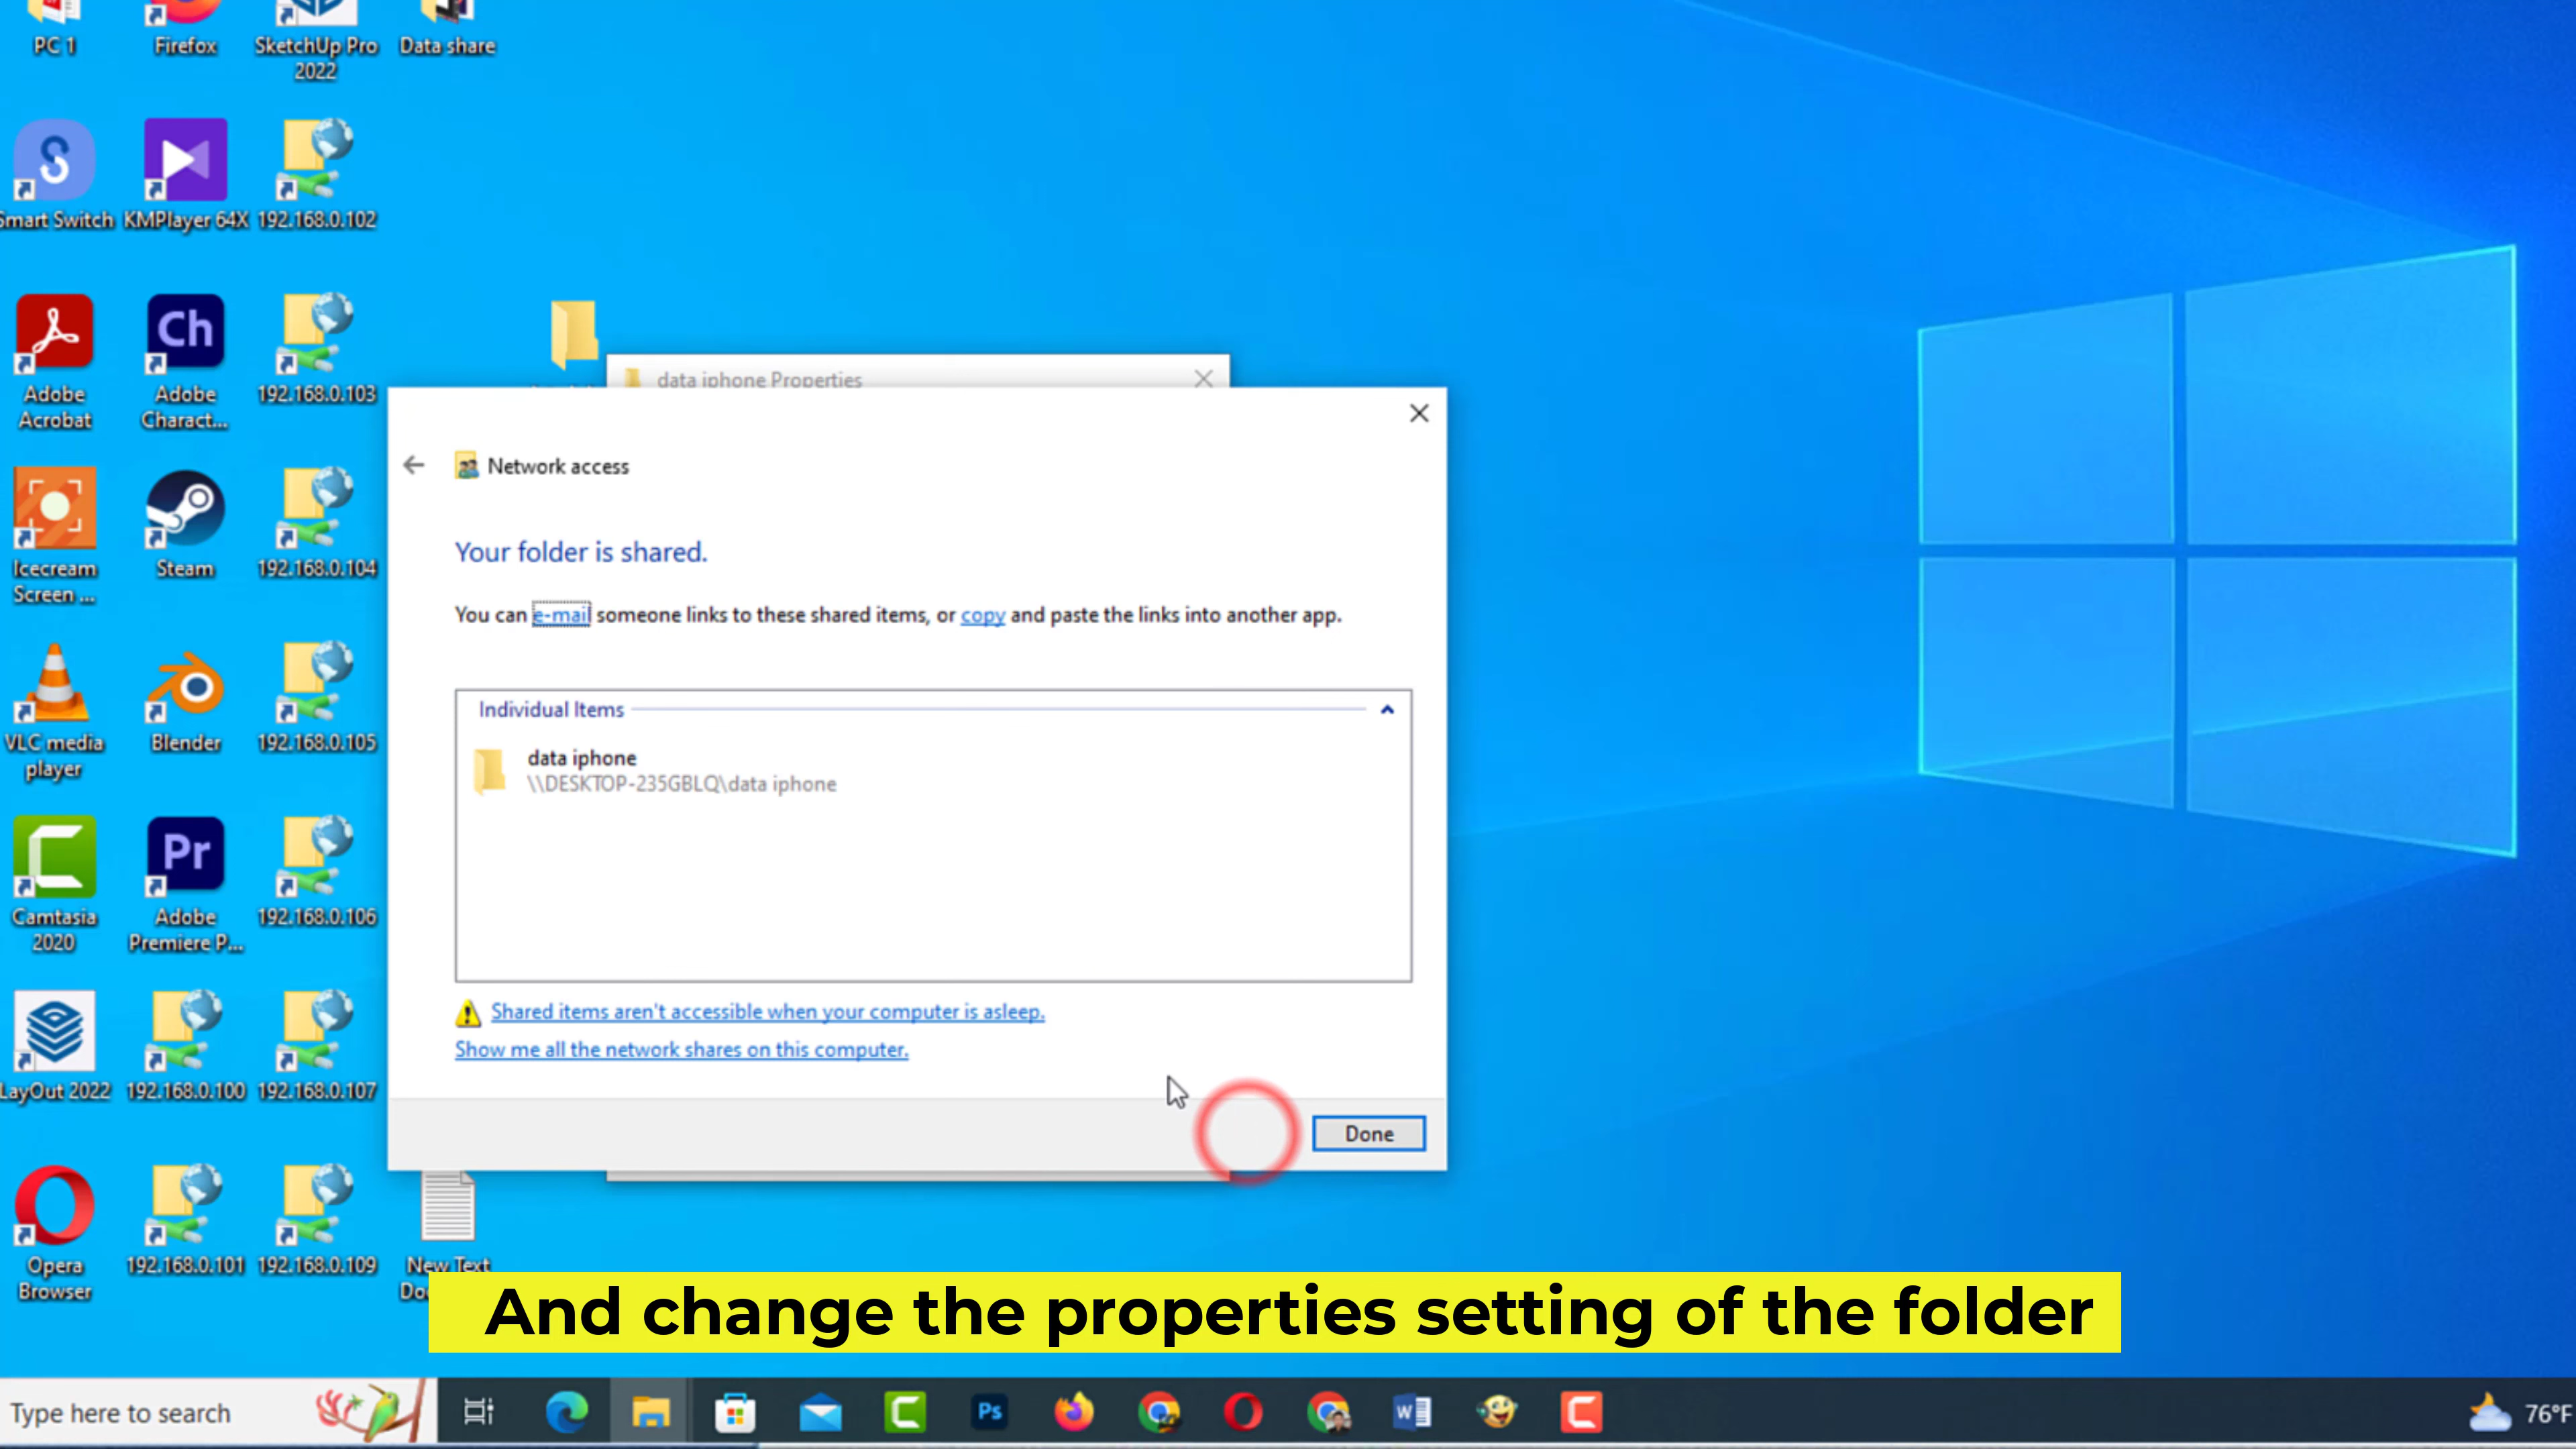 PC 1
Firefox
SketchUp Pro
2022
Data share
Smart Switch
KMPlayer 64X
192.168.0.102
Adobe
Acrobat
Ch
Adobe
Charact...
192.168.0.103
Icecream
Screen ...
Steam
192.168.0.104
VLC media
player
Blender
192.168.0.105
Camtasia
2020
Pr
Adobe
Premiere P...
192.168.0.106
LayOut 2022
192.168.0.100
192.168.0.107
Opera
Browser
192.168.0.101
192.168.0.109
New Text
data iphone Properties
Network access
Your folder is shared.
You can e-mail someone links to these shared items, or copy and paste the links into another app.
Individual Items
data iphone
\\DESKTOP-235GBLQ\data iphone
Shared items aren't accessible when your computer is asleep.
Show me all the network shares on this computer.
Done
And change the properties setting of the folder
Type here to search
Ps
W
76°F